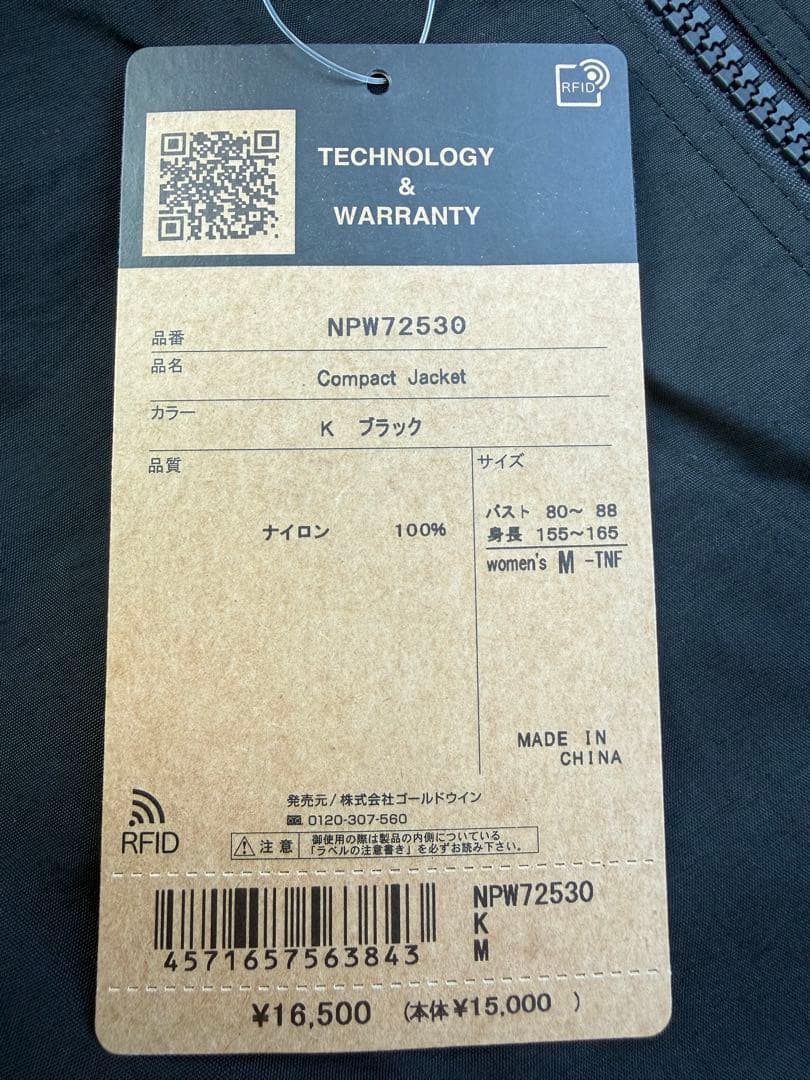 RFID
TECHNOLOGY
&
WARRANTY
品番 NPW72530
品名 Compact Jacket
カラー K ブラック
品質
ナイロン 100%
サイズ
バスト 80～ 88
身長 155～165
women's M -TNF
MADE IN
CHINA
RFID
発売元/株式会社ゴールドウイン
0120-307-560
注意
御使用の際は製品の内側についている
「ラベルの注意書き」を必ずお読み下さい。
4571657563843
NPW72530
K
M
¥16,500 (本体 ¥15,000 )